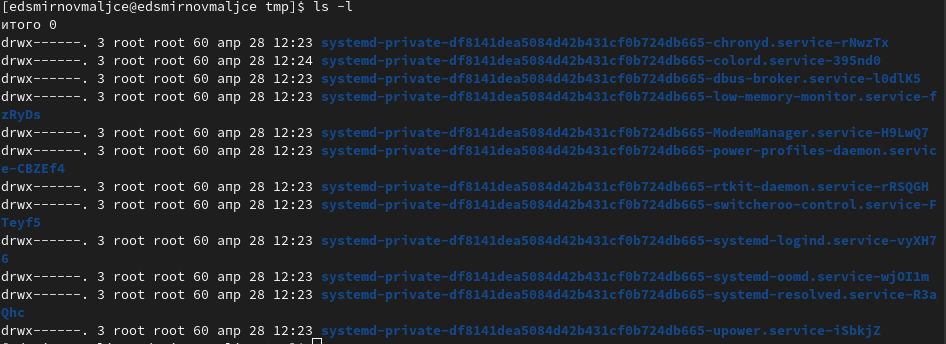 [edsmirnovmaljce@edsmirnovmaljce tmp]$ ls -l
итого 0
drwx------. 3 root root 60 апр 28 12:23 systemd-private-df8141dea5084d42b431cf0b724db665-chronyd.service-rNwzTx
drwx------. 3 root root 60 апр 28 12:24 systemd-private-df8141dea5084d42b431cf0b724db665-colord.service-395nd0
drwx------. 3 root root 60 апр 28 12:23 systemd-private-df8141dea5084d42b431cf0b724db665-dbus-broker.service-l0dlK5
drwx------. 3 root root 60 апр 28 12:23 systemd-private-df8141dea5084d42b431cf0b724db665-low-memory-monitor.service-f
zRyDs
drwx------. 3 root root 60 апр 28 12:23 systemd-private-df8141dea5084d42b431cf0b724db665-ModemManager.service-H9LwQ7
drwx------. 3 root root 60 апр 28 12:23 systemd-private-df8141dea5084d42b431cf0b724db665-power-profiles-daemon.servic
e-CBZEf4
drwx------. 3 root root 60 апр 28 12:23 systemd-private-df8141dea5084d42b431cf0b724db665-rtkit-daemon.service-rRSQGH
drwx------. 3 root root 60 апр 28 12:23 systemd-private-df8141dea5084d42b431cf0b724db665-switcheroo-control.service-F
Teyf5
drwx------. 3 root root 60 апр 28 12:23 systemd-private-df8141dea5084d42b431cf0b724db665-systemd-logind.service-vyXH7
6
drwx------. 3 root root 60 апр 28 12:23 systemd-private-df8141dea5084d42b431cf0b724db665-systemd-oomd.service-wjOI1m
drwx------. 3 root root 60 апр 28 12:23 systemd-private-df8141dea5084d42b431cf0b724db665-systemd-resolved.service-R3a
Qhc
drwx------. 3 root root 60 апр 28 12:23 systemd-private-df8141dea5084d42b431cf0b724db665-upower.service-iSbkjZ